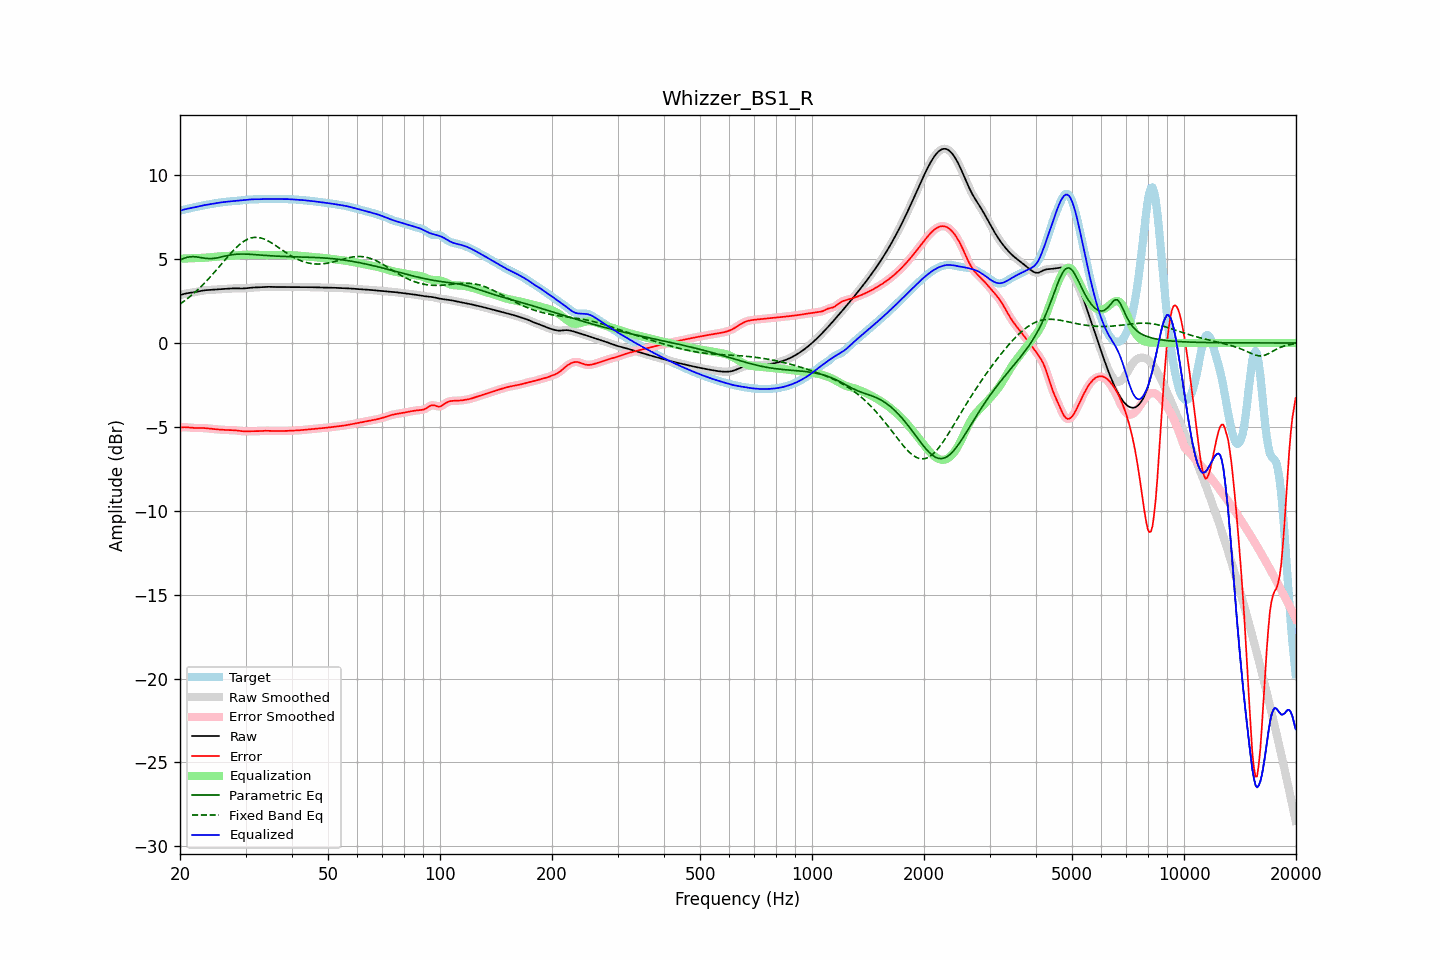 Whizzer_BS1_R
Amplitude (dBr)
10
5
0
−5
−10
−15
−20
−25
−30
Target
Raw Smoothed
Error Smoothed
Raw
Error
Equalization
Parametric Eq
Fixed Band Eq
Equalized
20
50
100
200
500
1000
2000
5000
10000
20000
Frequency (Hz)